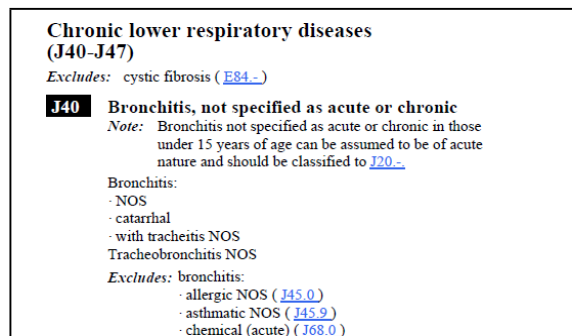 Chronic lower respiratory diseases
(J40-J47)
Excludes: cystic fibrosis ( E84.- )
J40 Bronchitis, not specified as acute or chronic
Note: Bronchitis not specified as acute or chronic in those
under 15 years of age can be assumed to be of acute
nature and should be classified to J20.-.
Bronchitis:
· NOS
· catarrhal
· with tracheitis NOS
Tracheobronchitis NOS
Excludes: bronchitis:
· allergic NOS ( J45.0 )
· asthmatic NOS ( J45.9 )
· chemical (acute) ( J68.0 )